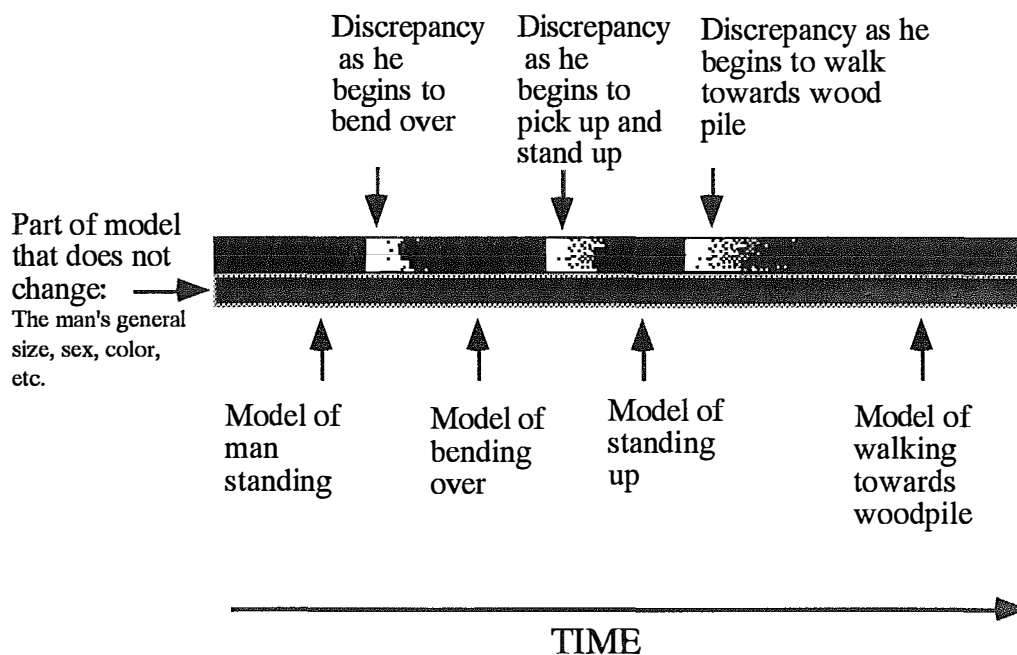 Discrepancy
as he
begins to
bend over
Discrepancy
as he
begins to
pick up and
stand up
Discrepancy as he
begins to walk
towards wood
pile
Part of model
that does not
change:
The man's general
size, sex, color,
etc.
Model of
man
standing
Model of
bending
over
Model of
standing
up
Model of
walking
towards
woodpile
TIME